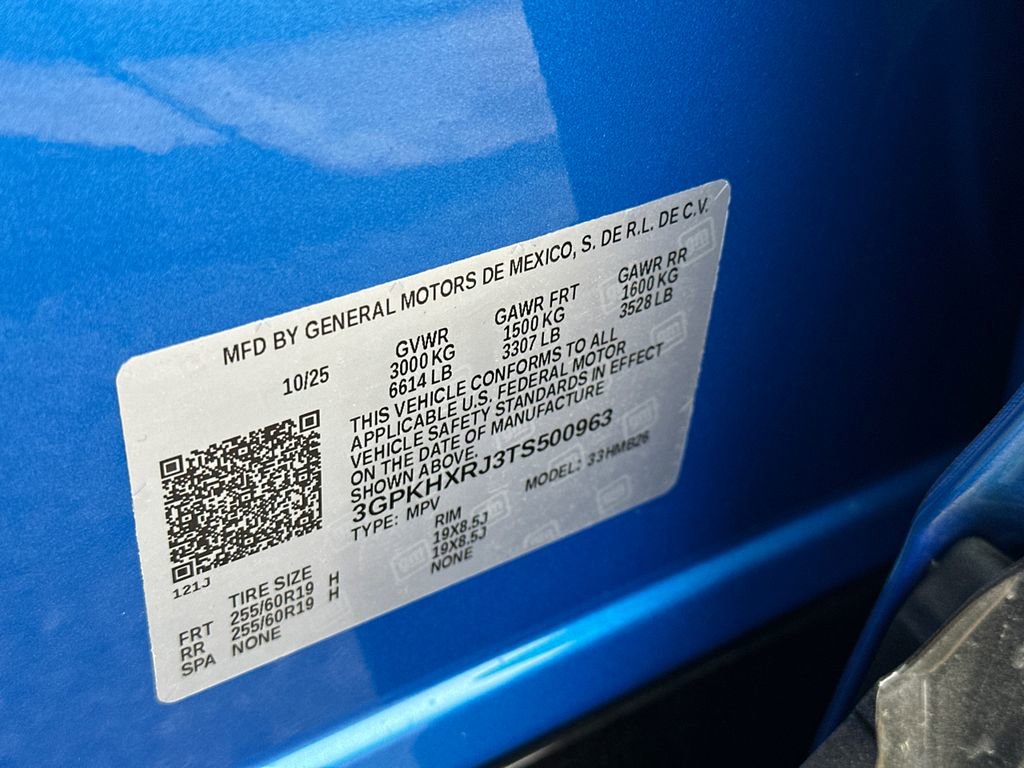 MFD BY GENERAL MOTORS DE MEXICO, S. DE R.L. DE C.V.
10/25
GVWR GAWR FRT GAWR RR
3000 KG 1500 KG 1600 KG
6614 LB 3307 LB 3528 LB
THIS VEHICLE CONFORMS TO ALL
APPLICABLE U.S. FEDERAL MOTOR
VEHICLE SAFETY STANDARDS IN EFFECT
ON THE DATE OF MANUFACTURE
SHOWN ABOVE.
3GPKHXRJ3TS500963
TYPE: MPV MODEL: 33HMB26
121J
TIRE SIZE RIM
FRT 255/60R19 H 19X8.5J
RR 255/60R19 H 19X8.5J
SPA NONE NONE